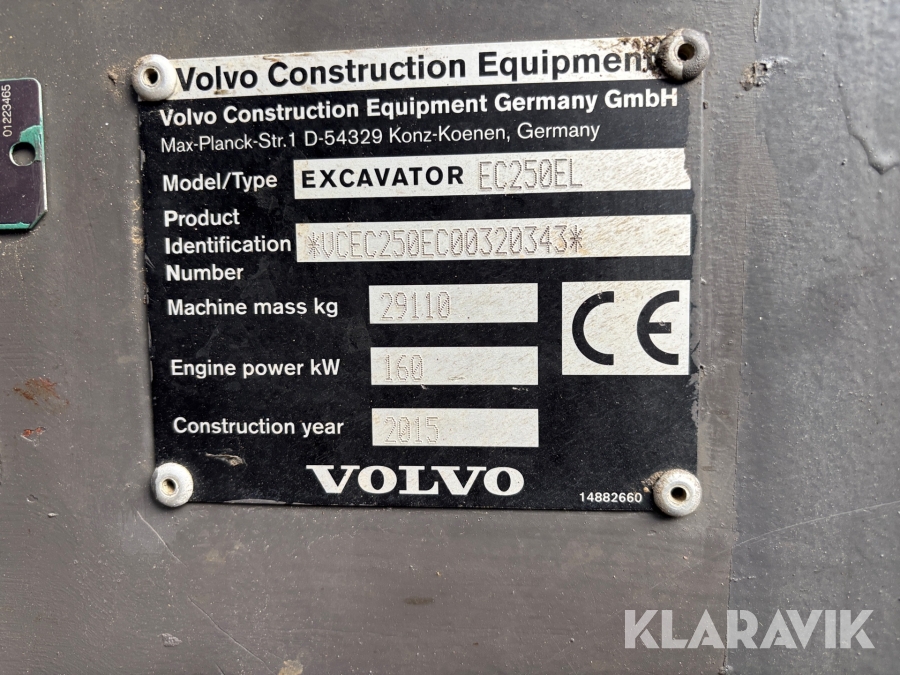 01223465
Volvo Construction Equipment
Volvo Construction Equipment Germany GmbH
Max-Planck-Str.1 D-54329 Konz-Koenen, Germany
Model/Type EXCAVATOR EC250EL
Product
Identification *VCEC250EC00320343*
Number
Machine mass kg 29110
Engine power kW 160
CE
Construction year 2015
VOLVO
14882660
KLARAVIK